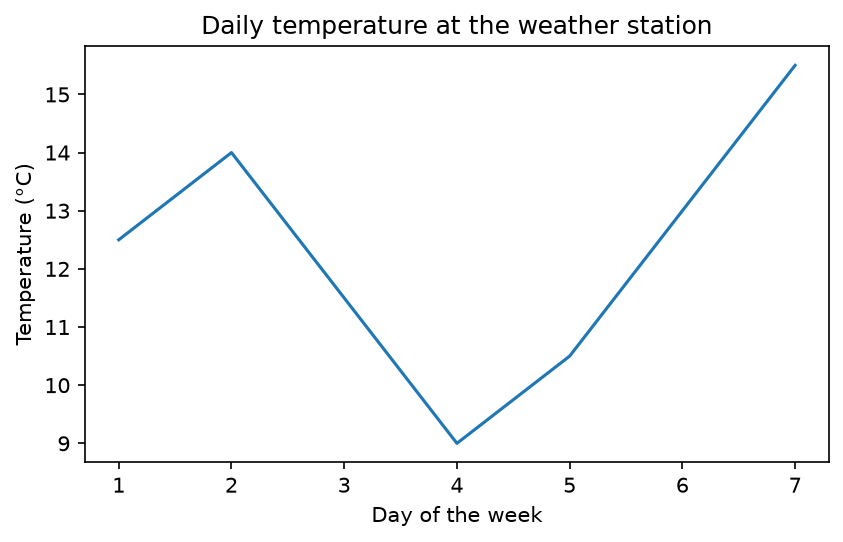 Daily temperature at the weather station
Temperature (°C)
15
14
13
12
11
10
9
1 2 3 4 5 6 7
Day of the week